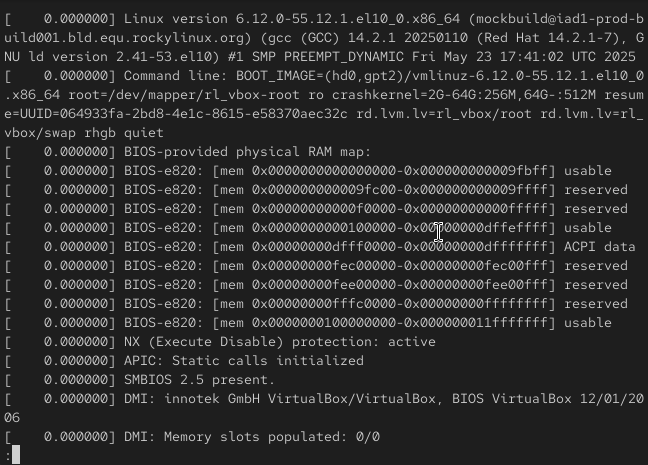 [    0.000000] Linux version 6.12.0-55.12.1.el10_0.x86_64 (mockbuild@iad1-prod-b
uild001.bld.equ.rockylinux.org) (gcc (GCC) 14.2.1 20250110 (Red Hat 14.2.1-7), G
NU ld version 2.41-53.el10) #1 SMP PREEMPT_DYNAMIC Fri May 23 17:41:02 UTC 2025
[    0.000000] Command line: BOOT_IMAGE=(hd0,gpt2)/vmlinuz-6.12.0-55.12.1.el10_0
.x86_64 root=/dev/mapper/rl_vbox-root ro crashkernel=2G-64G:256M,64G-:512M resum
e=UUID=064933fa-2bd8-4e1c-8615-e58370aec32c rd.lvm.lv=rl_vbox/root rd.lvm.lv=rl_
vbox/swap rhgb quiet
[    0.000000] BIOS-provided physical RAM map:
[    0.000000] BIOS-e820: [mem 0x0000000000000000-0x000000000009fbff] usable
[    0.000000] BIOS-e820: [mem 0x000000000009fc00-0x000000000009ffff] reserved
[    0.000000] BIOS-e820: [mem 0x00000000000f0000-0x00000000000fffff] reserved
[    0.000000] BIOS-e820: [mem 0x0000000000100000-0x00000000dffeffff] usable
[    0.000000] BIOS-e820: [mem 0x00000000dfff0000-0x00000000dfffffff] ACPI data
[    0.000000] BIOS-e820: [mem 0x00000000fec00000-0x00000000fec00fff] reserved
[    0.000000] BIOS-e820: [mem 0x00000000fee00000-0x00000000fee00fff] reserved
[    0.000000] BIOS-e820: [mem 0x00000000fffc0000-0x00000000ffffffff] reserved
[    0.000000] BIOS-e820: [mem 0x0000000100000000-0x000000011fffffff] usable
[    0.000000] NX (Execute Disable) protection: active
[    0.000000] APIC: Static calls initialized
[    0.000000] SMBIOS 2.5 present.
[    0.000000] DMI: innotek GmbH VirtualBox/VirtualBox, BIOS VirtualBox 12/01/20
06
[    0.000000] DMI: Memory slots populated: 0/0
: